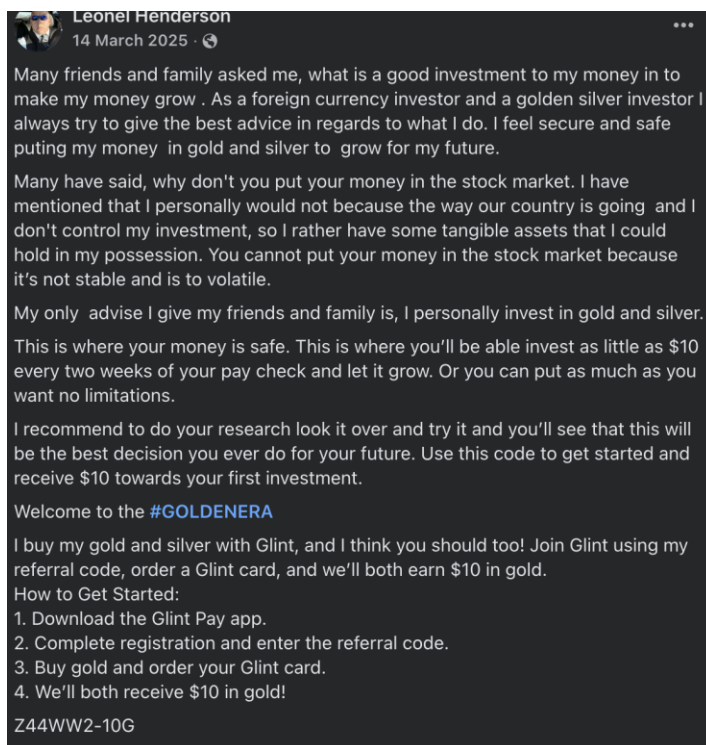 Leonel Henderson
14 March 2025 ·
Many friends and family asked me, what is a good investment to my money in to
make my money grow . As a foreign currency investor and a golden silver investor I
always try to give the best advice in regards to what I do. I feel secure and safe
puting my money  in gold and silver to  grow for my future.
Many have said, why don't you put your money in the stock market. I have
mentioned that I personally would not because the way our country is going  and I
don't control my investment, so I rather have some tangible assets that I could
hold in my possession. You cannot put your money in the stock market because
it’s not stable and is to volatile.
My only  advise I give my friends and family is, I personally invest in gold and silver.
This is where your money is safe. This is where you’ll be able invest as little as $10
every two weeks of your pay check and let it grow. Or you can put as much as you
want no limitations.
I recommend to do your research look it over and try it and you’ll see that this will
be the best decision you ever do for your future. Use this code to get started and
receive $10 towards your first investment.
Welcome to the #GOLDENERA
I buy my gold and silver with Glint, and I think you should too! Join Glint using my
referral code, order a Glint card, and we’ll both earn $10 in gold.
How to Get Started:
1. Download the Glint Pay app.
2. Complete registration and enter the referral code.
3. Buy gold and order your Glint card.
4. We’ll both receive $10 in gold!
Z44WW2-10G